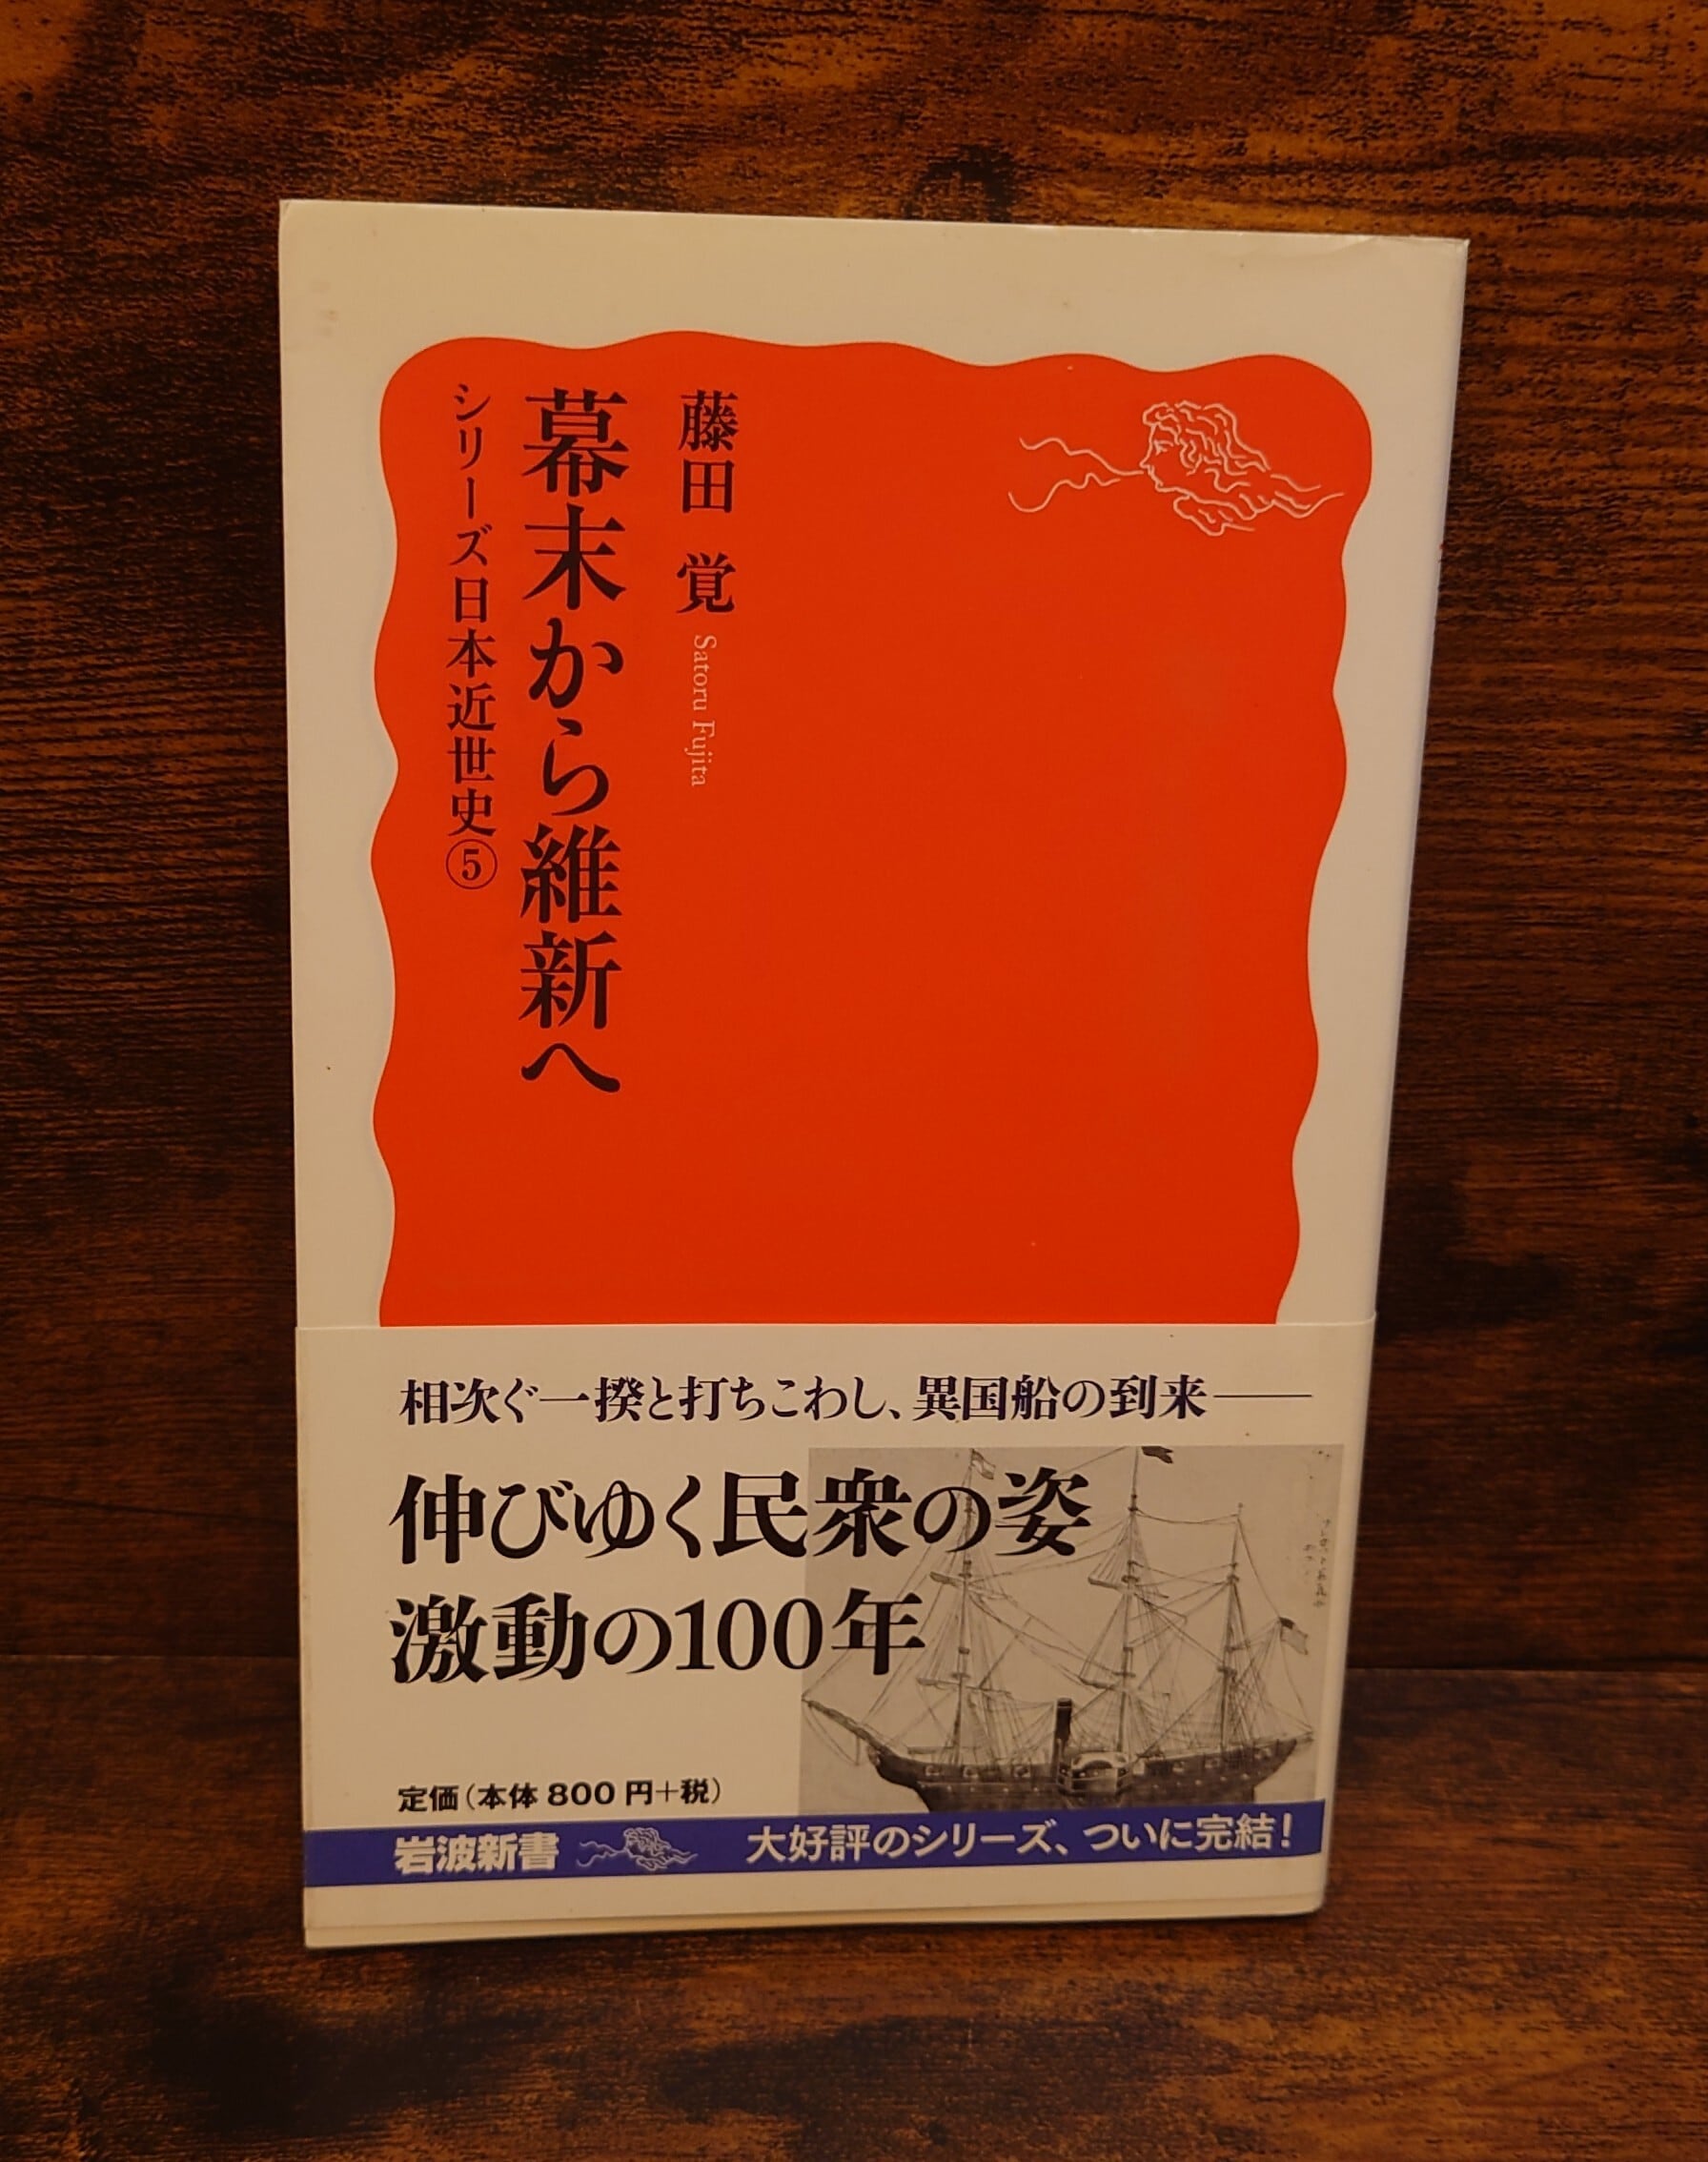 藤田 覚 Satoru Fujita
幕末から維新へ
シリーズ日本近世史⑤
相次ぐ一揆と打ちこわし、異国船の到来――
伸びゆく民衆の姿
激動の100年
定価(本体 800 円+税)
岩波新書
大好評のシリーズ、ついに完結!